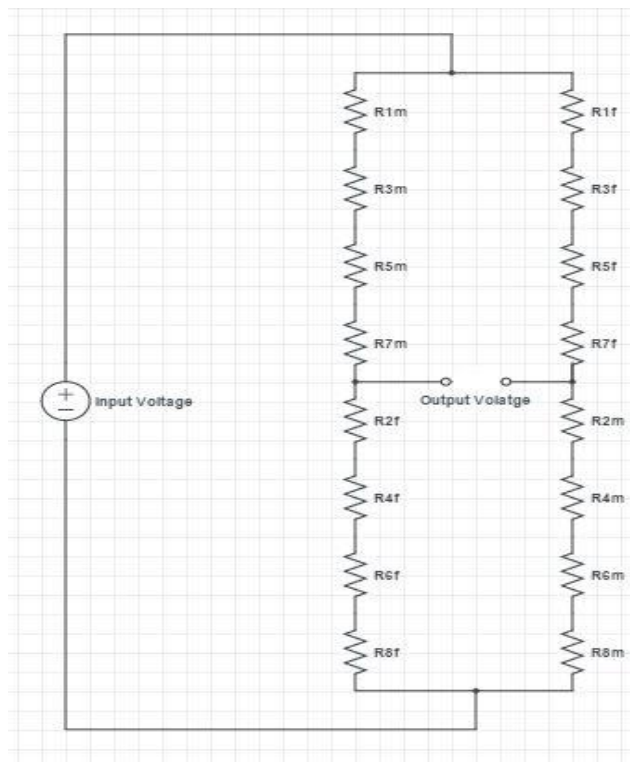 R1m R1f
R3m R3f
R5m R5f
R7m R7f
Input Voltage
Output Volatge
R2f R2m
R4f R4m
R6f R6m
R8f R8m